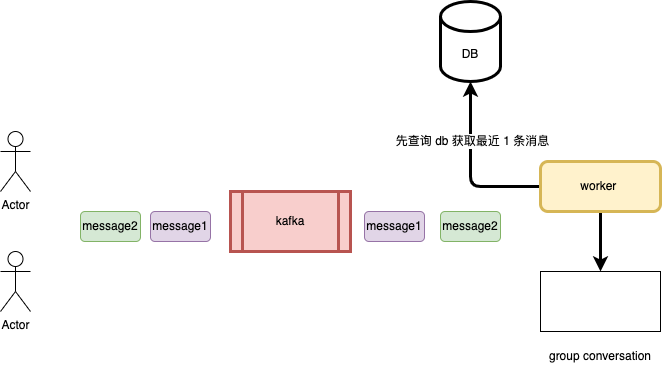 DB
先查询 db 获取最近 1 条消息
worker
Actor
message2
message1
kafka
message1
message2
Actor
group conversation